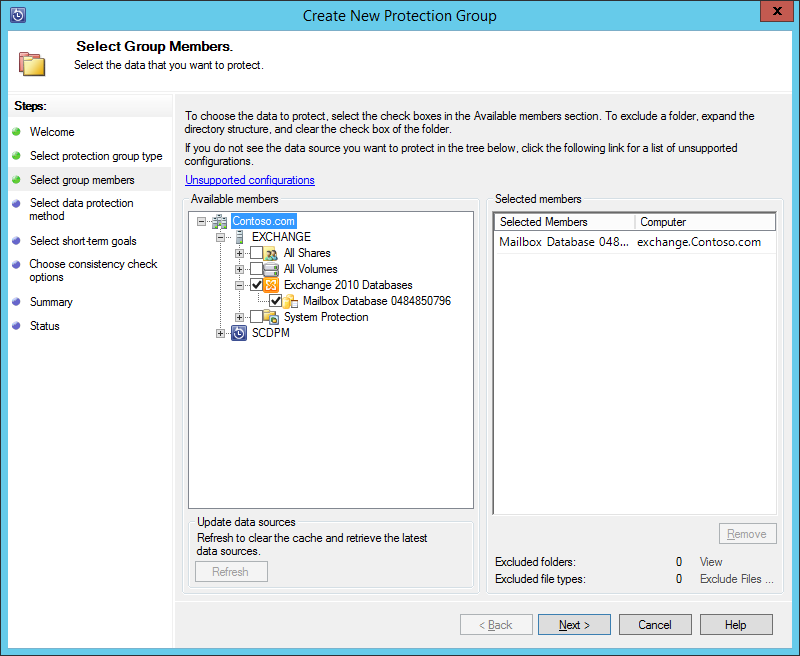 Create New Protection Group
x
Select Group Members.
Select the data that you want to protect.
Steps:
Welcome
Select protection group type
Select group members
Select data protection
method
Select short-term goals
Choose consistency check
options
Summary
Status
To choose the data to protect, select the check boxes in the Available members section. To exclude a folder, expand the
directory structure, and clear the check box of the folder.
If you do not see the data source you want to protect in the tree below, click the following link for a list of unsupported
configurations.
Unsupported configurations
Available members
Contoso.com
EXCHANGE
All Shares
All Volumes
Exchange 2010 Databases
Mailbox Database 0484850796
System Protection
SCDPM
Update data sources
Refresh to clear the cache and retrieve the latest
data sources.
Refresh
Selected members
Selected Members Computer
Mailbox Database 048... exchange.Contoso.com
Remove
Excluded folders: 0 View
Excluded file types: 0 Exclude Files ...
< Back Next > Cancel Help